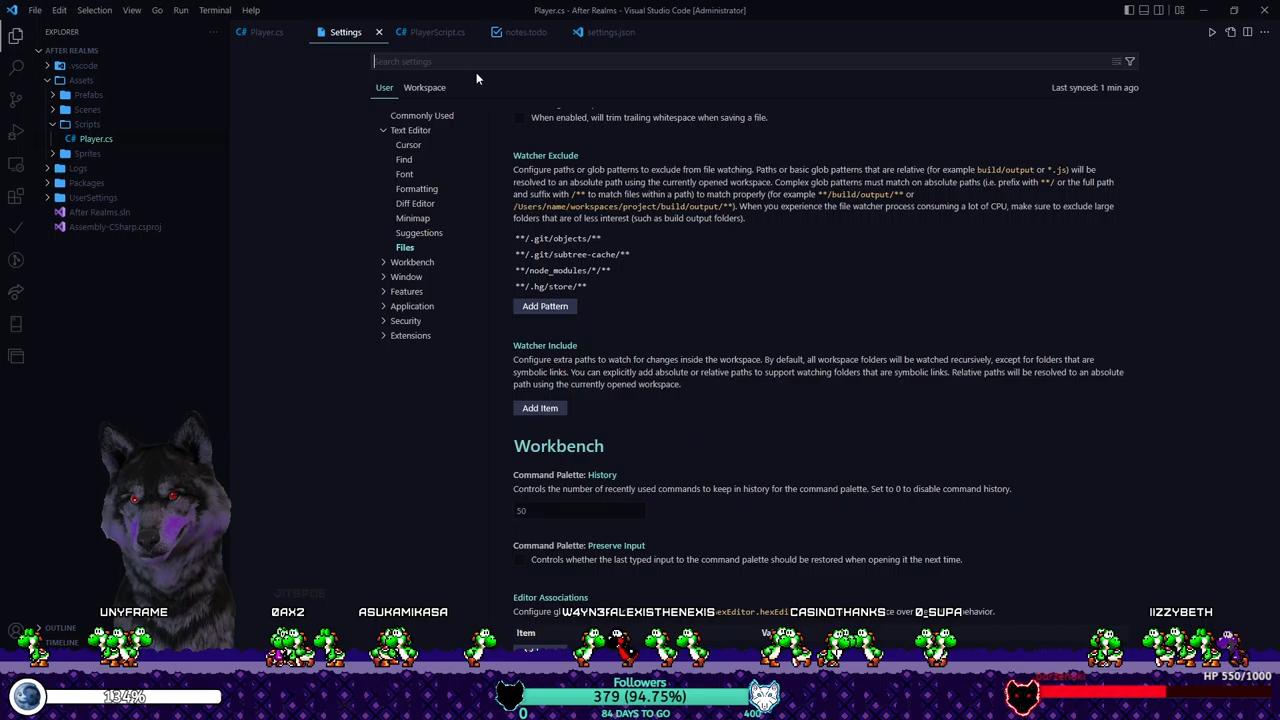 File Edit Selection View Go Run Terminal Help
Player.cs - After Realms - Visual Studio Code [Administrator]
EXPLORER
Player.cs
Settings
PlayerScript.cs
notes.todo
settings.json
AFTER REALMS
.vscode
Assets
Prefabs
Scenes
Scripts
Player.cs
Sprites
Logs
Packages
UserSettings
After Realms.sln
Assembly-CSharp.csproj
OUTLINE
TIMELINE
Search settings
User
Workspace
Last synced: 1 min ago
Commonly Used
Text Editor
Cursor
Find
Font
Formatting
Diff Editor
Minimap
Suggestions
Files
Workbench
Window
Features
Application
Security
Extensions
When enabled, will trim trailing whitespace when saving a file.
Watcher Exclude
Configure paths or glob patterns to exclude from file watching. Paths or basic glob patterns that are relative (for example build/output or *.js) will be
resolved to an absolute path using the currently opened workspace. Complex glob patterns must match on absolute paths (i.e. prefix with **/ or the full path
and suffix with /** to match files within a path) to match properly (for example **/build/output/** or
/Users/name/workspaces/project/build/output/**). When you experience the file watcher process consuming a lot of CPU, make sure to exclude large
folders that are of less interest (such as build output folders).
**/.git/objects/**
**/.git/subtree-cache/**
**/node_modules/*/**
**/.hg/store/**
Add Pattern
Watcher Include
Configure extra paths to watch for changes inside the workspace. By default, all workspace folders will be watched recursively, except for folders that are
symbolic links. You can explicitly add absolute or relative paths to support watching folders that are symbolic links. Relative paths will be resolved to an absolute
path using the currently opened workspace.
Add Item
Workbench
Command Palette: History
Controls the number of recently used commands to keep in history for the command palette. Set to 0 to disable command history.
50
Command Palette: Preserve Input
Controls whether the last typed input to the command palette should be restored when opening it the next time.
Editor Associations
Configure
hexEditor.hexEdi
Item
JITSPOE
UNYFRAME
0AX2
ASUKAMIKASA
CASINOTHANKS
0_SUPA
IIZZYBETH
134%
Followers
379 (94.75%)
0
84 DAYS TO GO
400
HP 550/1000